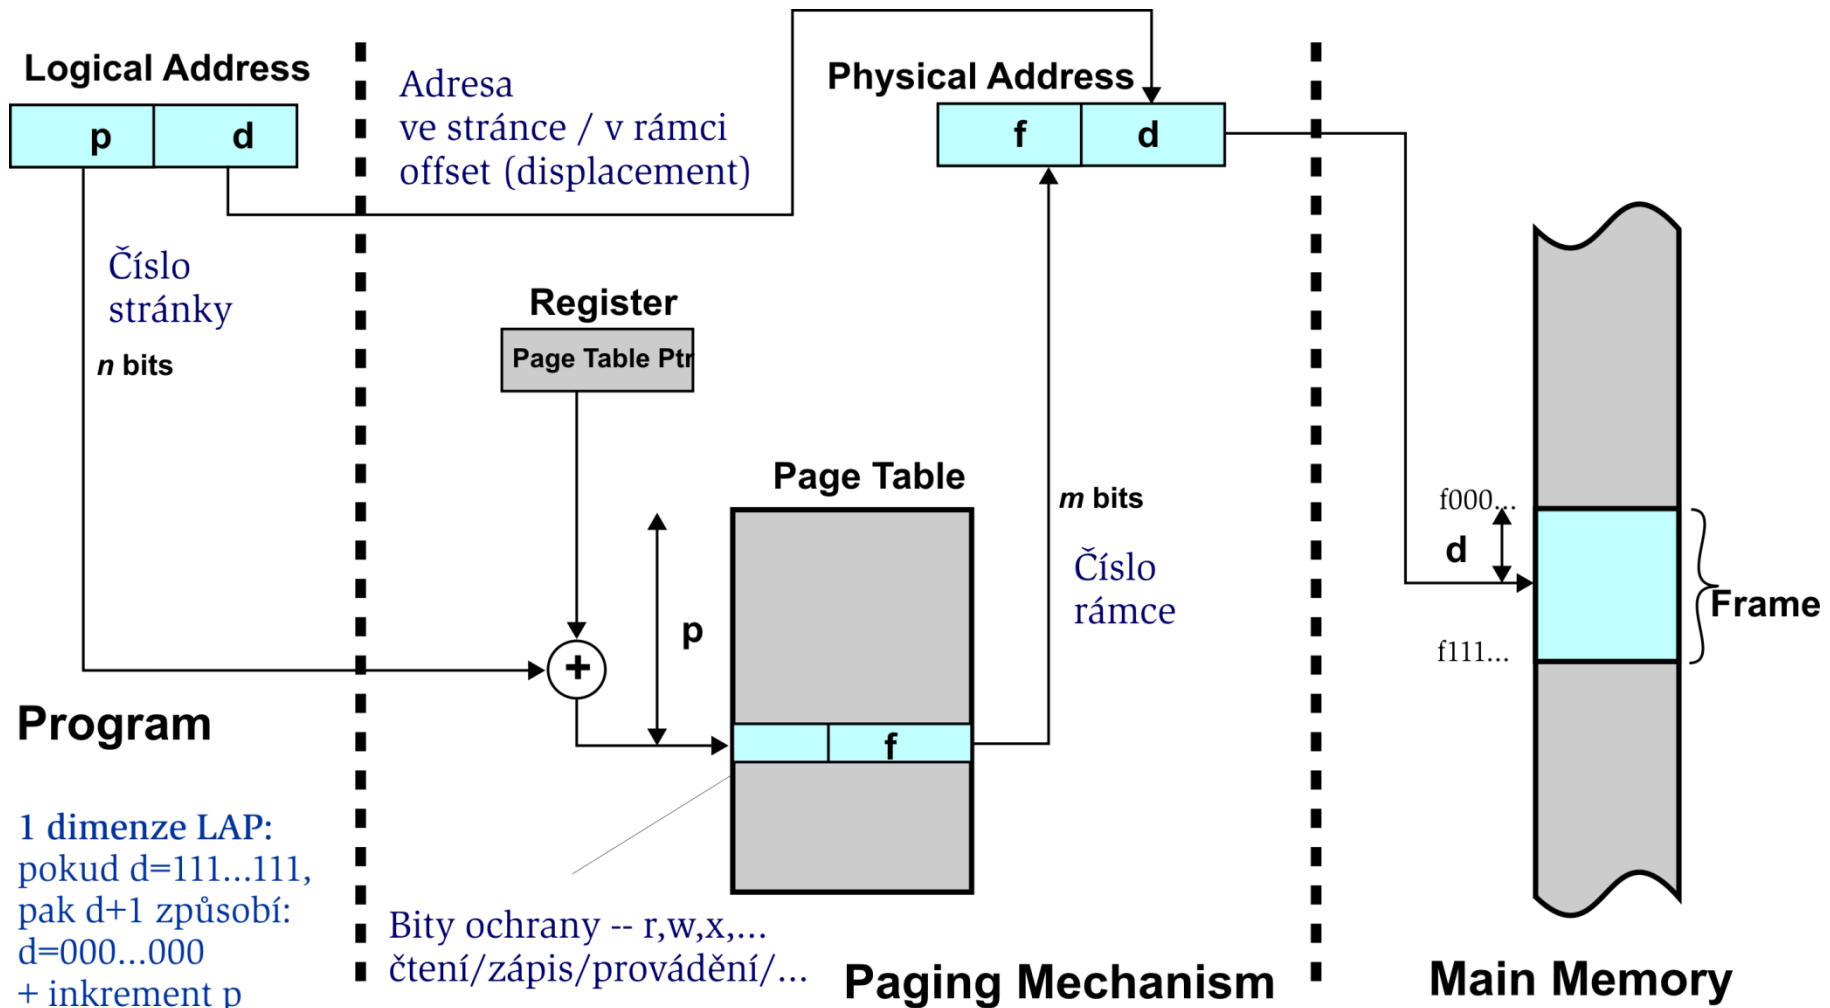 Logical Address
p d
Adresa
ve stránce / v rámci
offset (displacement)
Physical Address
f d
Číslo
stránky
n bits
Register
Page Table Ptr
Page Table
m bits
Číslo
rámce
p
+
f
f000...
d
f111...
Frame
Program
1 dimenze LAP:
pokud d=111...111,
pak d+1 způsobí:
d=000...000
+ inkrement p
Bity ochrany -- r,w,x,...
čtení/zápis/provádění/...
Paging Mechanism
Main Memory